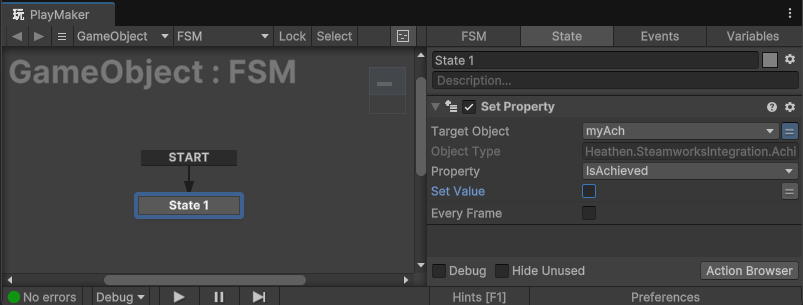 玩 PlayMaker
GameObject FSM Lock Select
FSM State Events Variables
GameObject : FSM
START
State 1
State 1
Description...
Set Property
Target Object myAch =
Object Type Heathen.SteamworksIntegration.Achi
Property IsAchieved
Set Value =
Every Frame
Debug Hide Unused Action Browser
No errors Debug Hints [F1] Preferences